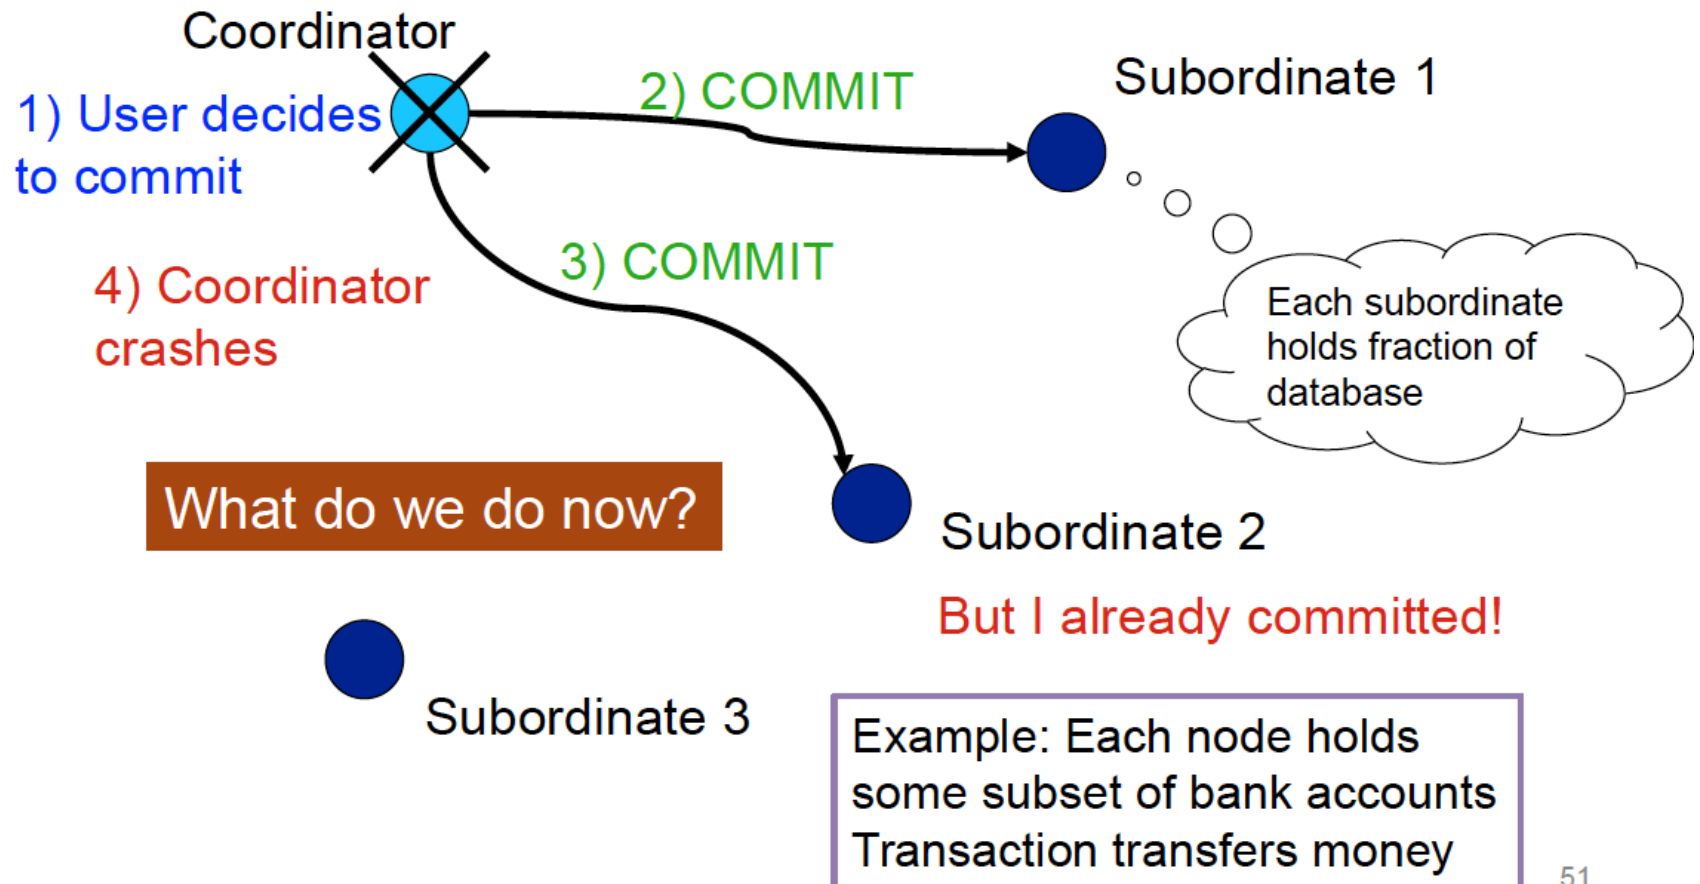 Coordinator
1) User decides
to commit
2) COMMIT
Subordinate 1
3) COMMIT
4) Coordinator
crashes
Each subordinate
holds fraction of
database
What do we do now?
Subordinate 2
But I already committed!
Subordinate 3
Example: Each node holds
some subset of bank accounts
Transaction transfers money
51